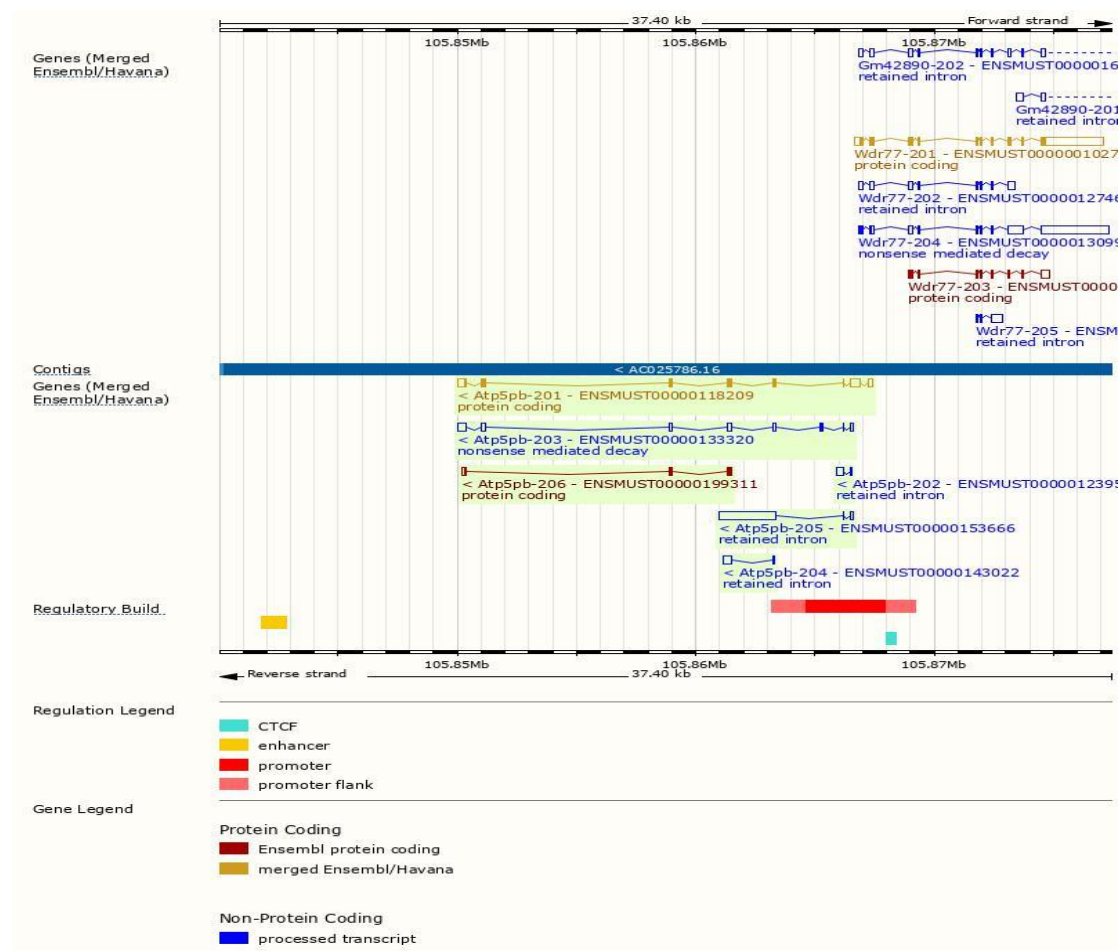 37.40 kb
Forward strand
105.85Mb 105.86Mb 105.87Mb
Genes (Merged
Ensembl/Havana)
Gm42890-202 - ENSMUST0000016
retained intron
Gm42890-201
retained intron
Wdr77-201 - ENSMUST0000001027
protein coding
Wdr77-202 - ENSMUST0000012746
retained intron
Wdr77-204 - ENSMUST0000013099
nonsense mediated decay
Wdr77-203 - ENSMUST0000
protein coding
Wdr77-205 - ENSM
retained intron
Contigs
< AC025786.16
Genes (Merged
Ensembl/Havana)
< Atp5pb-201 - ENSMUST00000118209
protein coding
< Atp5pb-203 - ENSMUST00000133320
nonsense mediated decay
< Atp5pb-206 - ENSMUST00000199311
protein coding
< Atp5pb-202 - ENSMUST0000012395
retained intron
< Atp5pb-205 - ENSMUST00000153666
retained intron
< Atp5pb-204 - ENSMUST00000143022
retained intron
Regulatory Build
105.85Mb 105.86Mb 105.87Mb
Reverse strand
37.40 kb
Regulation Legend
CTCF
enhancer
promoter
promoter flank
Gene Legend
Protein Coding
Ensembl protein coding
merged Ensembl/Havana
Non-Protein Coding
processed transcript